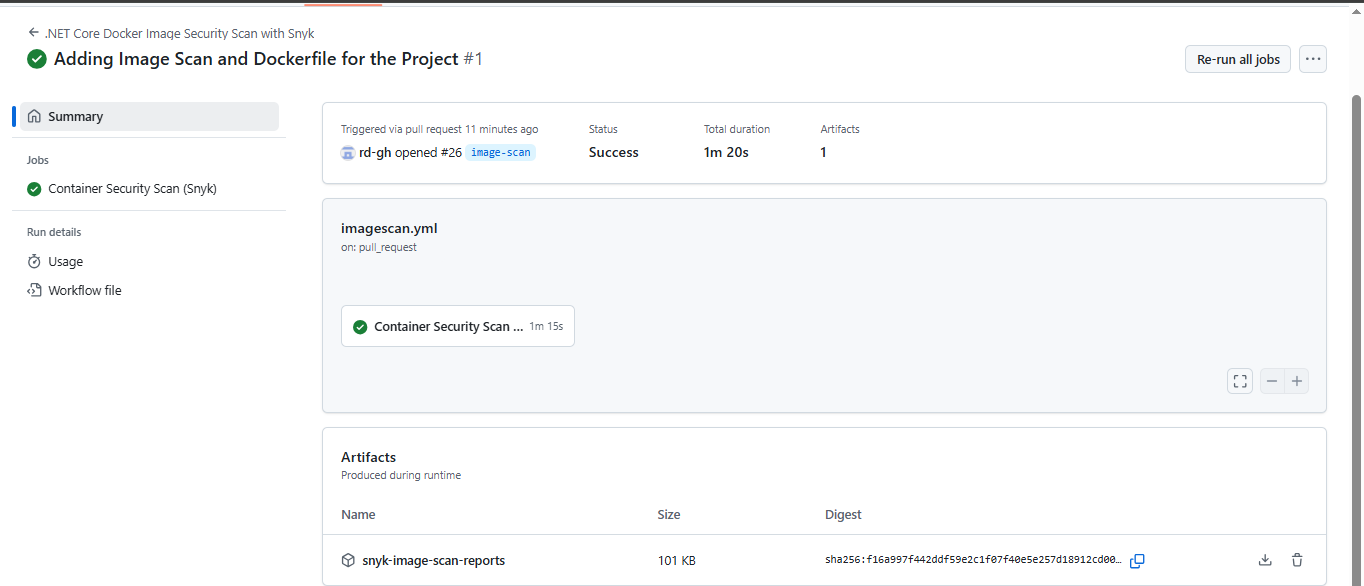 .NET Core Docker Image Security Scan with Snyk
Adding Image Scan and Dockerfile for the Project #1
Re-run all jobs
Summary
Jobs
Container Security Scan (Snyk)
Run details
Usage
Workflow file
Triggered via pull request 11 minutes ago
rd-gh opened #26 image-scan
Status
Success
Total duration
1m 20s
Artifacts
1
imagescan.yml
on: pull_request
Container Security Scan ... 1m 15s
Artifacts
Produced during runtime
Name Size Digest
snyk-image-scan-reports 101 KB sha256:f16a997f442ddf59e2c1f07f40e5e257d18912cd00…